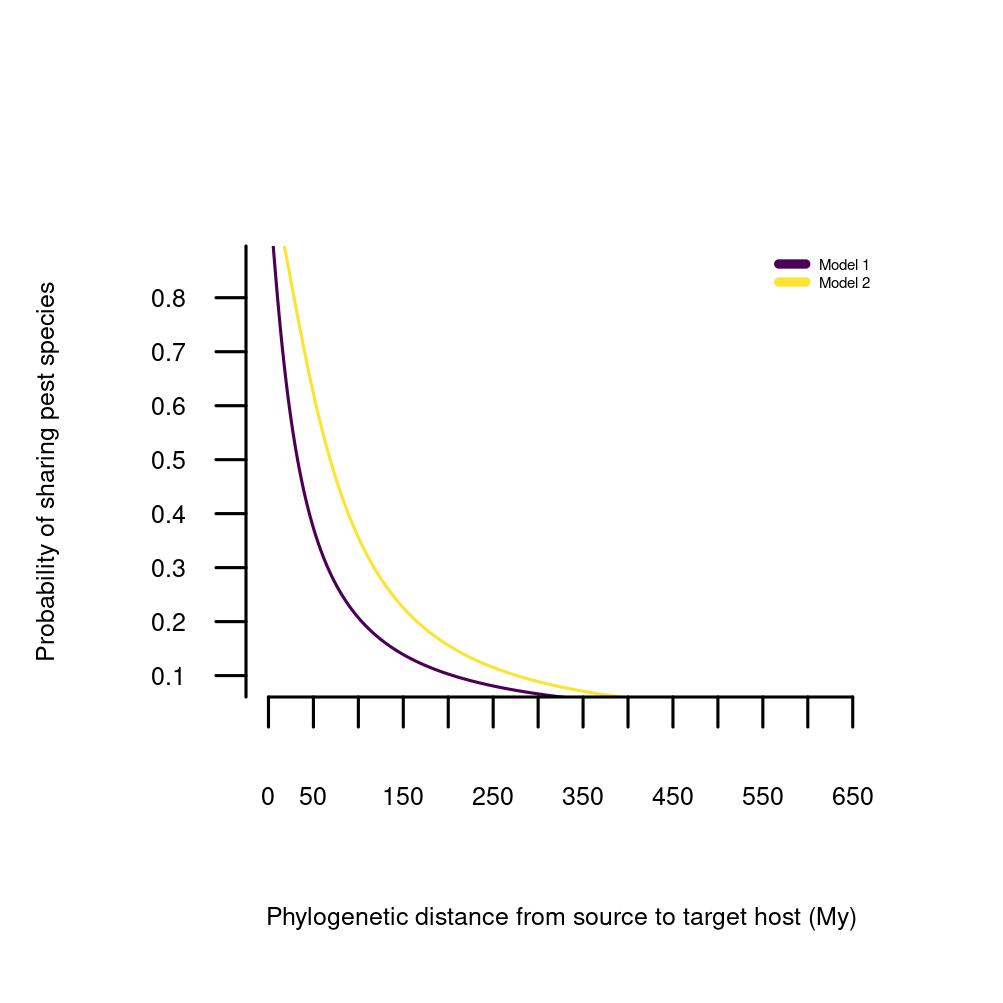 Model 1
Model 2
0.8
0.7
0.6
0.5
0.4
0.3
0.2
0.1
Probability of sharing pest species
0 50 150 250 350 450 550 650
Phylogenetic distance from source to target host (My)